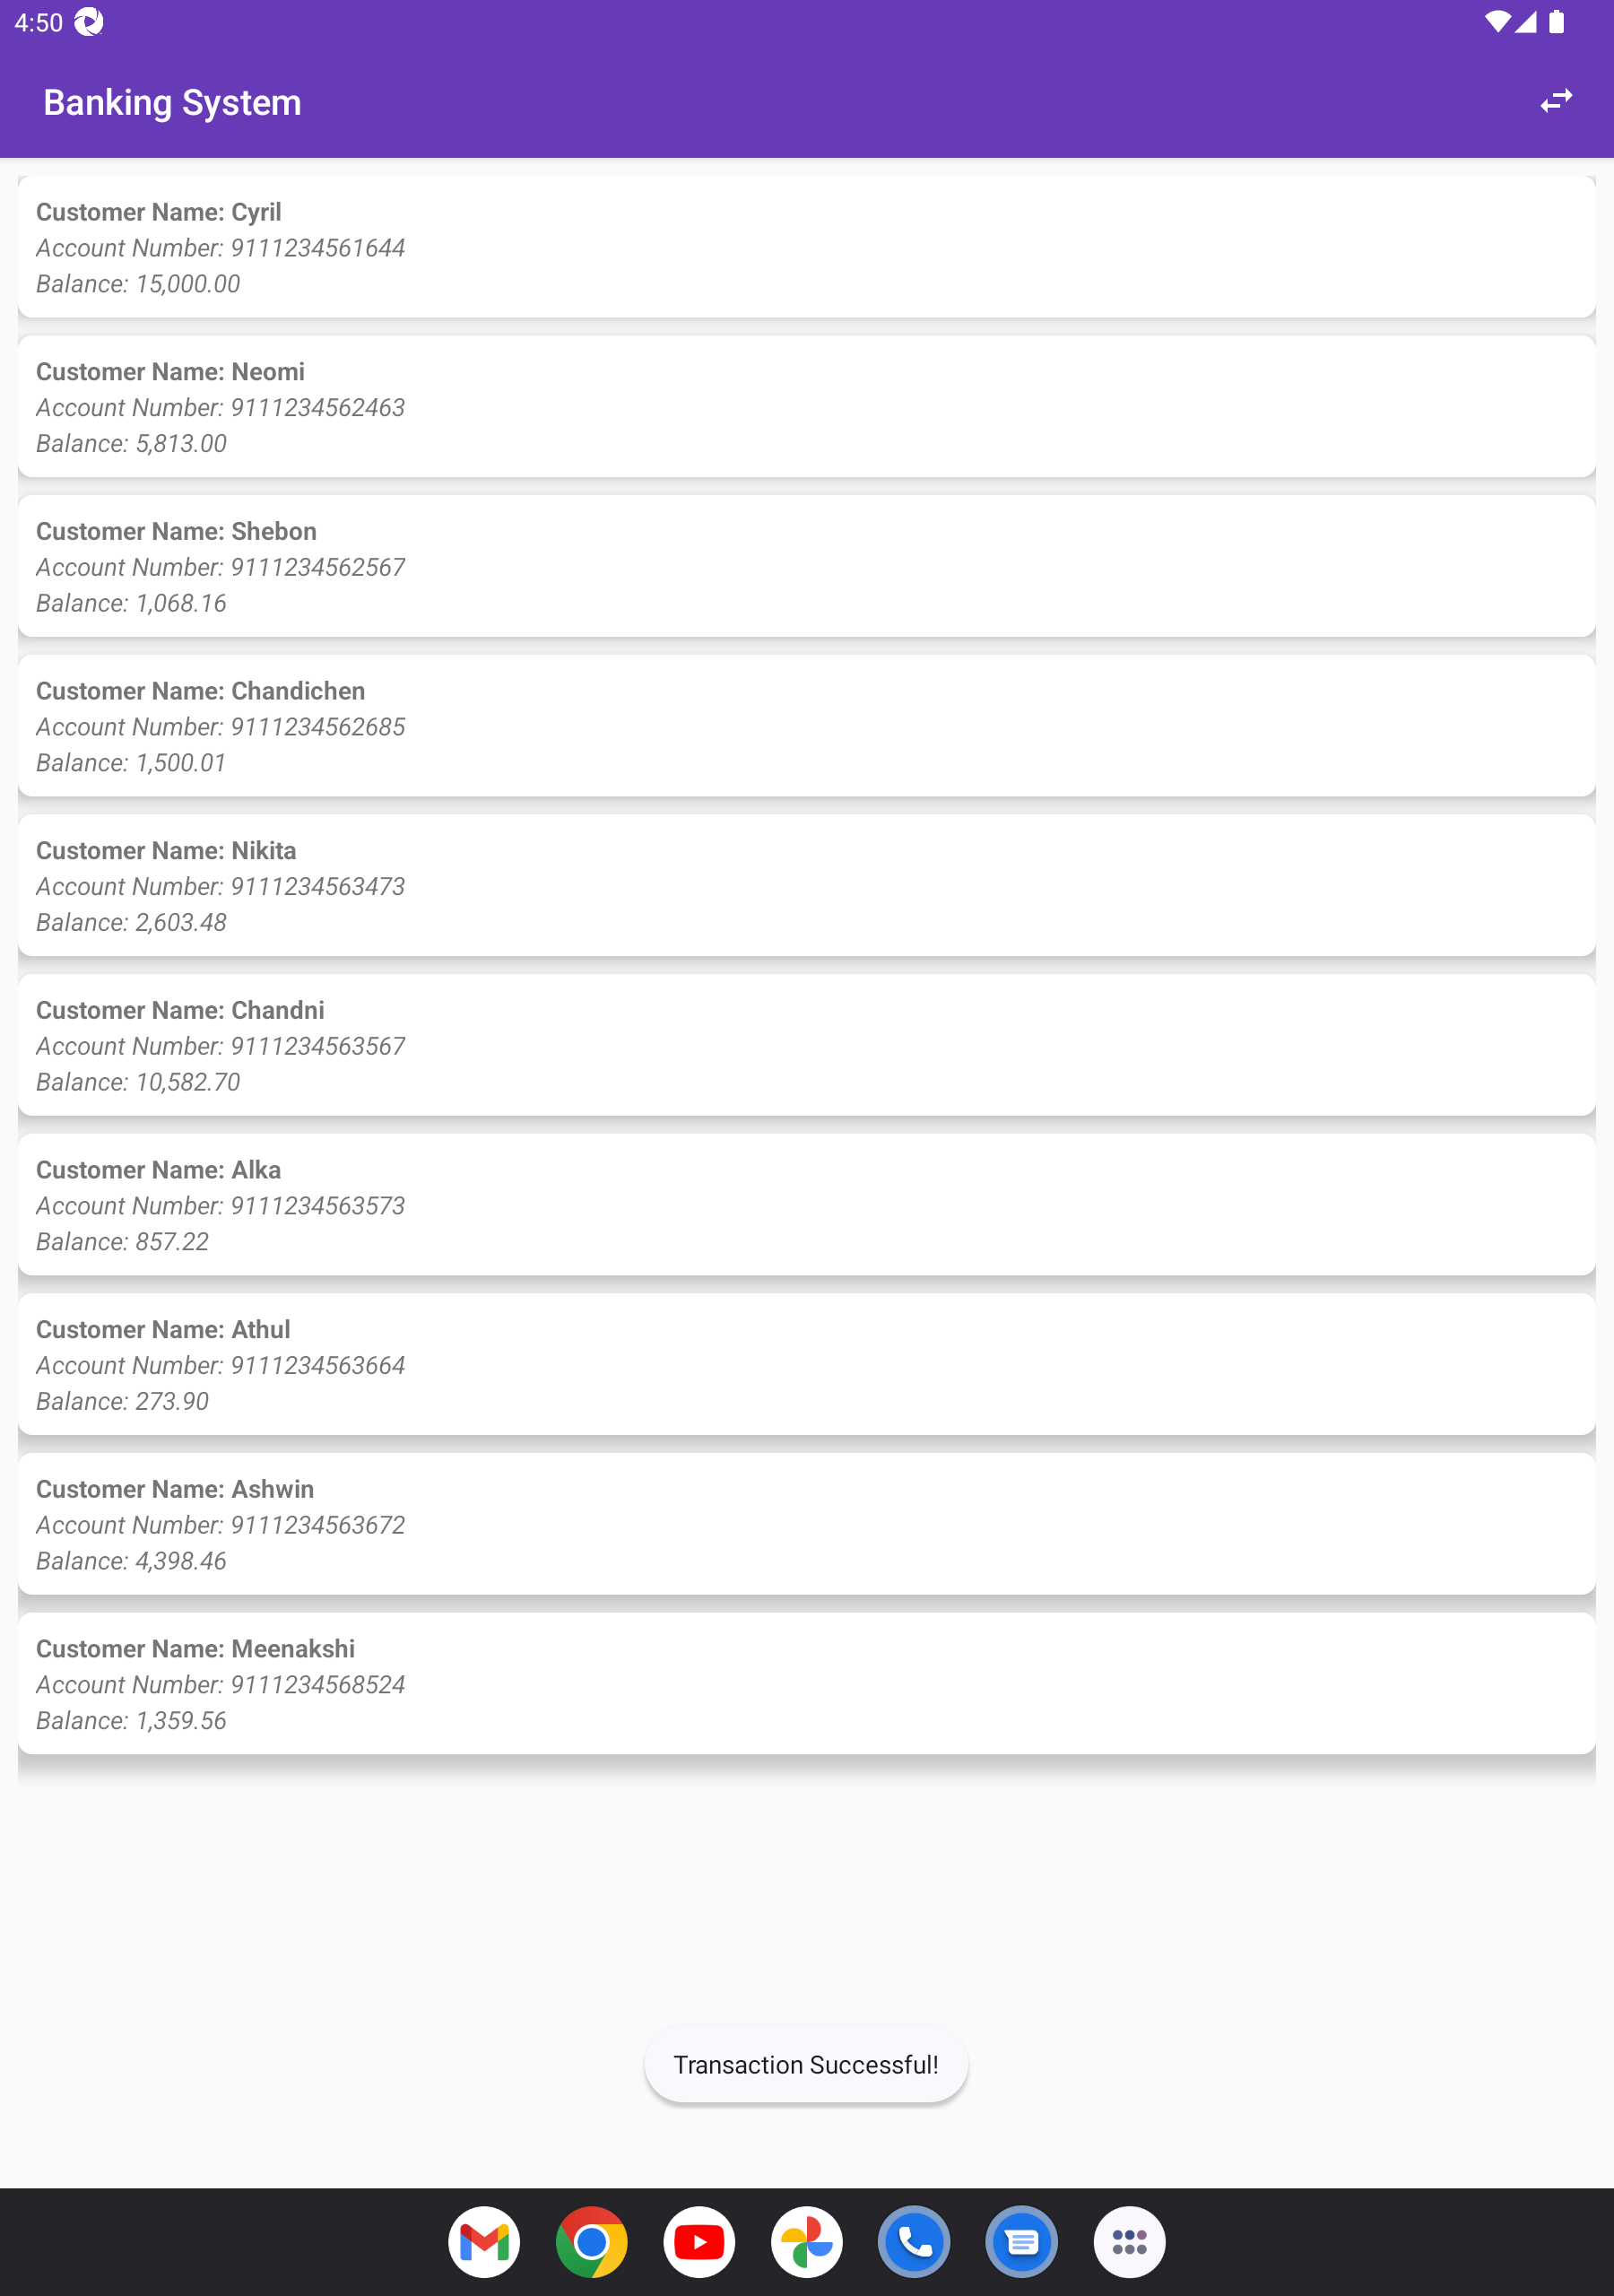 4:50
Banking System
Customer Name: Cyril
Account Number: 9111234561644
Balance: 15,000.00
Customer Name: Neomi
Account Number: 9111234562463
Balance: 5,813.00
Customer Name: Shebon
Account Number: 9111234562567
Balance: 1,068.16
Customer Name: Chandichen
Account Number: 9111234562685
Balance: 1,500.01
Customer Name: Nikita
Account Number: 9111234563473
Balance: 2,603.48
Customer Name: Chandni
Account Number: 9111234563567
Balance: 10,582.70
Customer Name: Alka
Account Number: 9111234563573
Balance: 857.22
Customer Name: Athul
Account Number: 9111234563664
Balance: 273.90
Customer Name: Ashwin
Account Number: 9111234563672
Balance: 4,398.46
Customer Name: Meenakshi
Account Number: 9111234568524
Balance: 1,359.56
Transaction Successful!